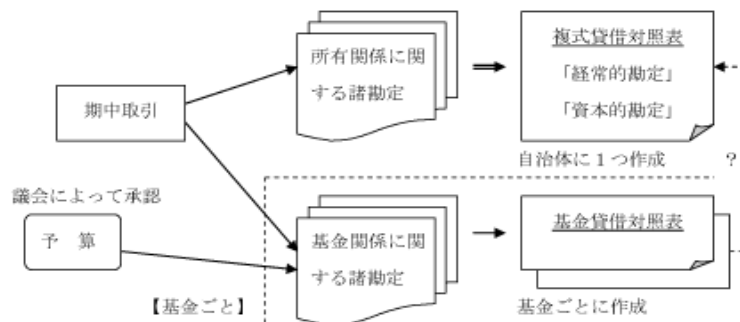 所有関係に関
する諸勘定
複式貸借対照表
「経常的勘定」
「資本的勘定」
期中取引
自治体に１つ作成
？
議会によって承認
予　算
基金関係に関
する諸勘定
基金貸借対照表
【基金ごと】
基金ごとに作成